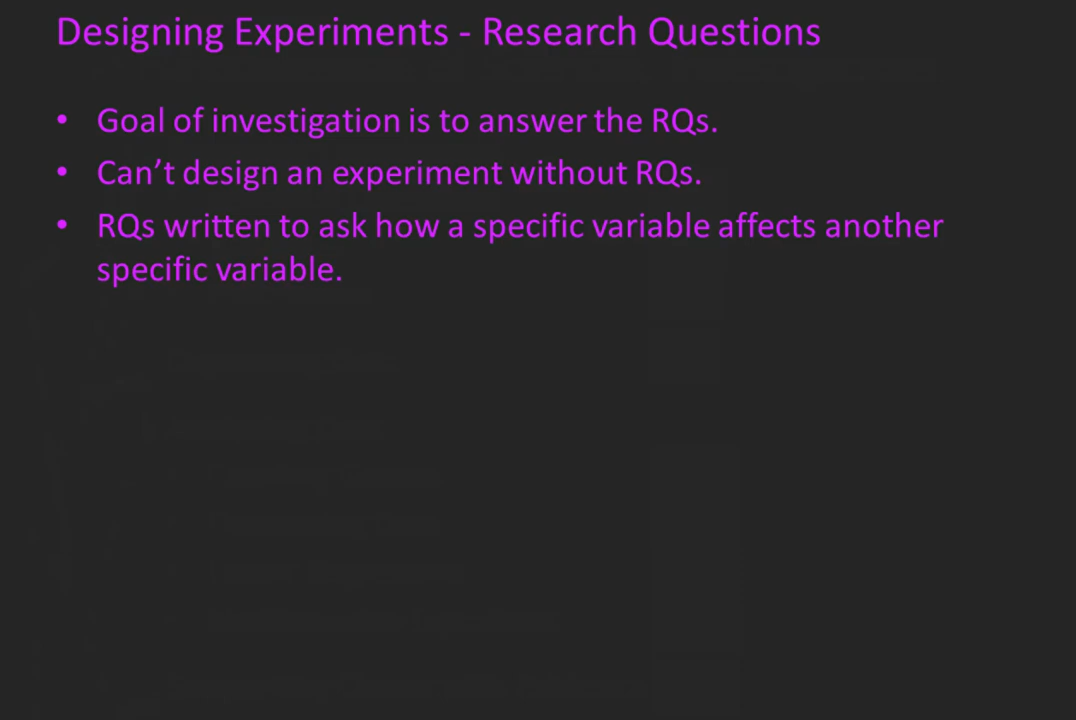 Designing Experiments - Research Questions
• Goal of investigation is to answer the RQs.
• Can’t design an experiment without RQs.
• RQs written to ask how a specific variable affects another
specific variable.